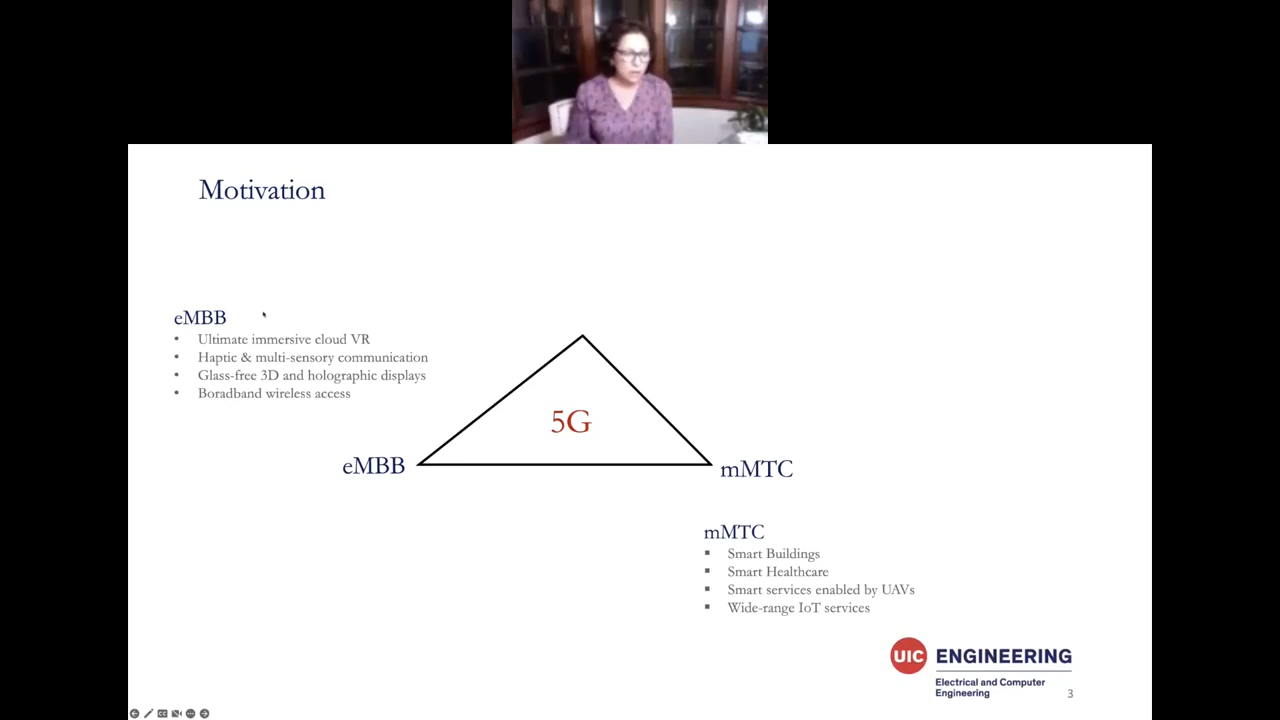 Motivation
eMBB
• Ultimate immersive cloud VR
• Haptic & multi-sensory communication
• Glass-free 3D and holographic displays
• Boradband wireless access
5G
eMBB
mMTC
mMTC
▪ Smart Buildings
▪ Smart Healthcare
▪ Smart services enabled by UAVs
▪ Wide-range IoT services
UIC ENGINEERING
Electrical and Computer
Engineering
3